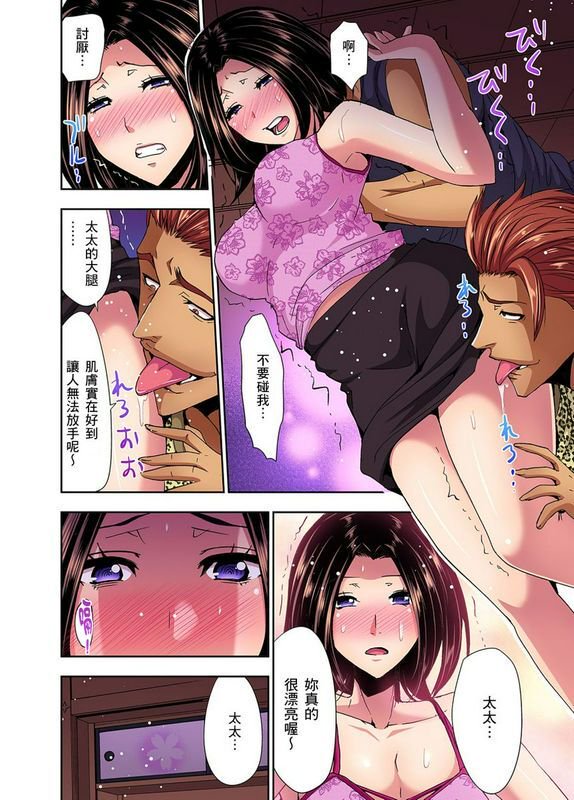 啊…
びく…
びく…
不要碰我…
れろ…
れろ…
討厭…
ブル…
太太的大腿
……
肌膚實在好到
讓人無法放手呢~
れろおお
太太…
妳真的
很漂亮喔~
太太…